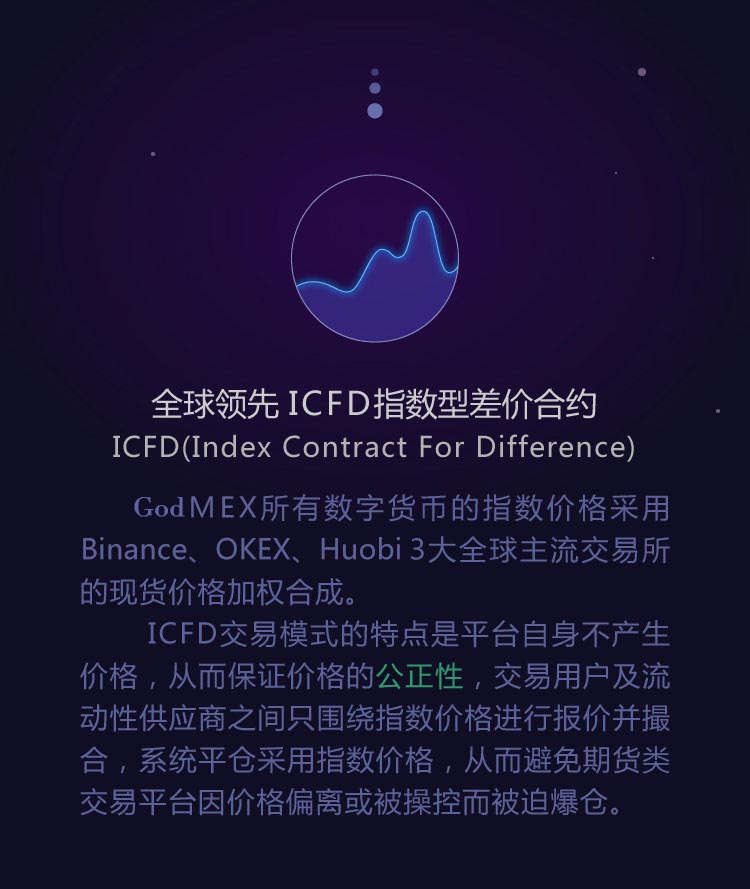 全球领先 ICFD指数型差价合约
ICFD(Index Contract For Difference)
GodMEX所有数字货币的指数价格采用
Binance、OKEX、Huobi 3大全球主流交易所
的现货价格加权合成。
ICFD交易模式的特点是平台自身不产生
价格，从而保证价格的公正性，交易用户及流
动性供应商之间只围绕指数价格进行报价并撮
合，系统平仓采用指数价格，从而避免期货类
交易平台因价格偏离或被操控而被迫爆仓。